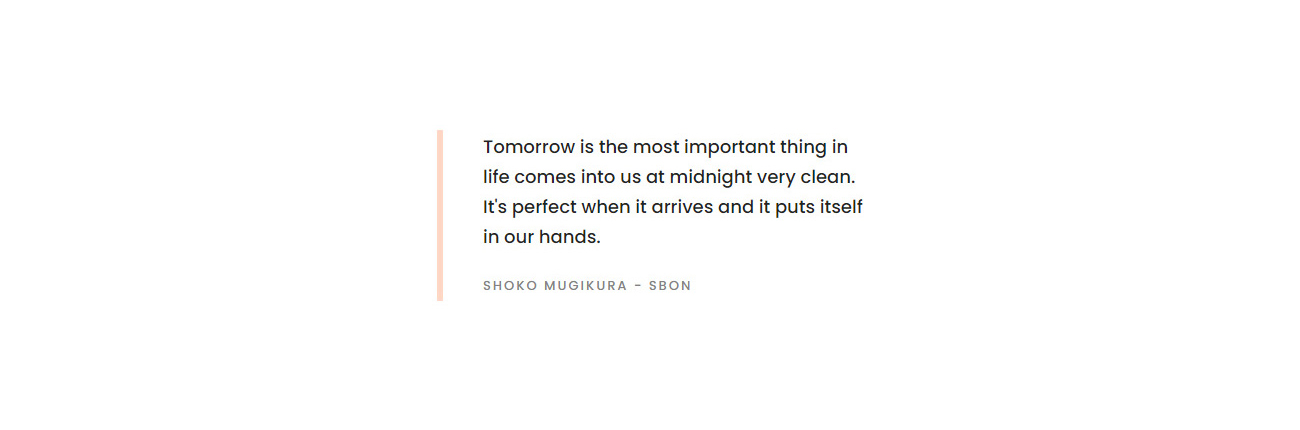 Tomorrow is the most important thing in
life comes into us at midnight very clean.
It's perfect when it arrives and it puts itself
in our hands.
SHOKO MUGIKURA - SBON